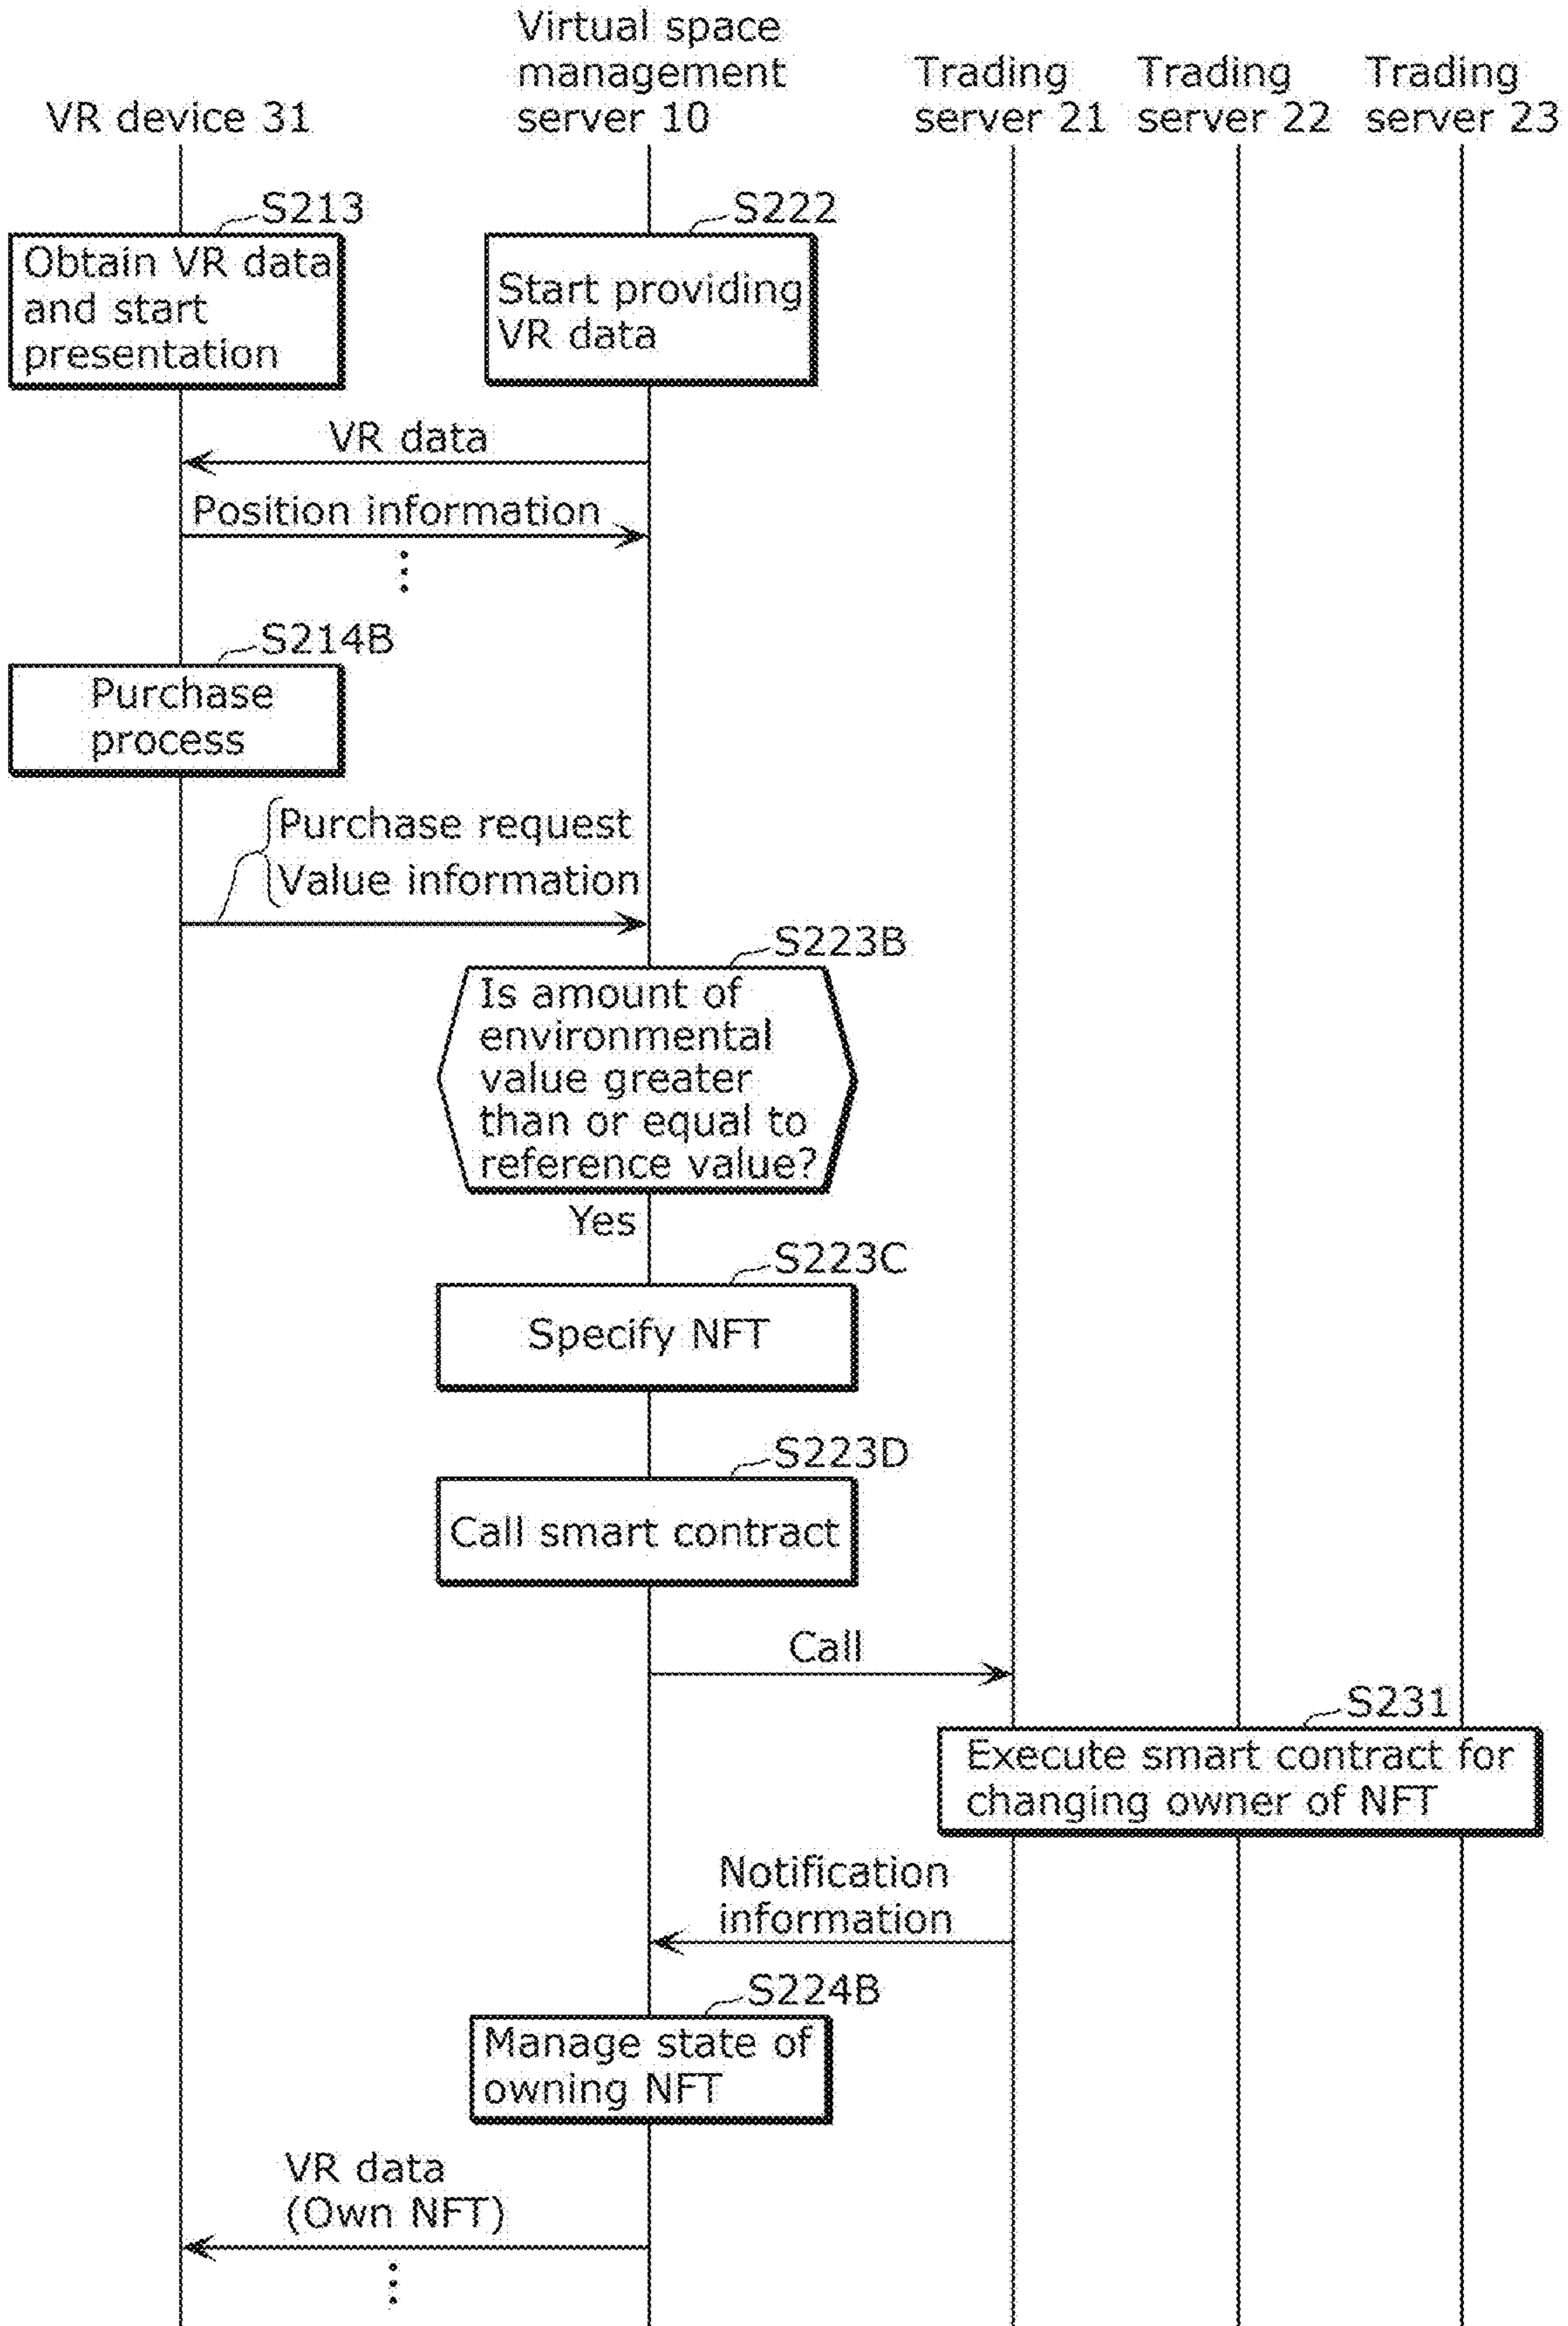 Virtual space
management
server 10
VR device 31
Trading
server 21
Trading
server 22
Trading
server 23
S213
Obtain VR data
and start
presentation
S222
Start providing
VR data
VR data
Position information
S214B
Purchase
process
Purchase request
Value information
S223B
Is amount of
environmental
value greater
than or equal to
reference value?
Yes
S223C
Specify NFT
S223D
Call smart contract
Call
S231
Execute smart contract for
changing owner of NFT
Notification
information
S224B
Manage state of
owning NFT
VR data
(Own NFT)